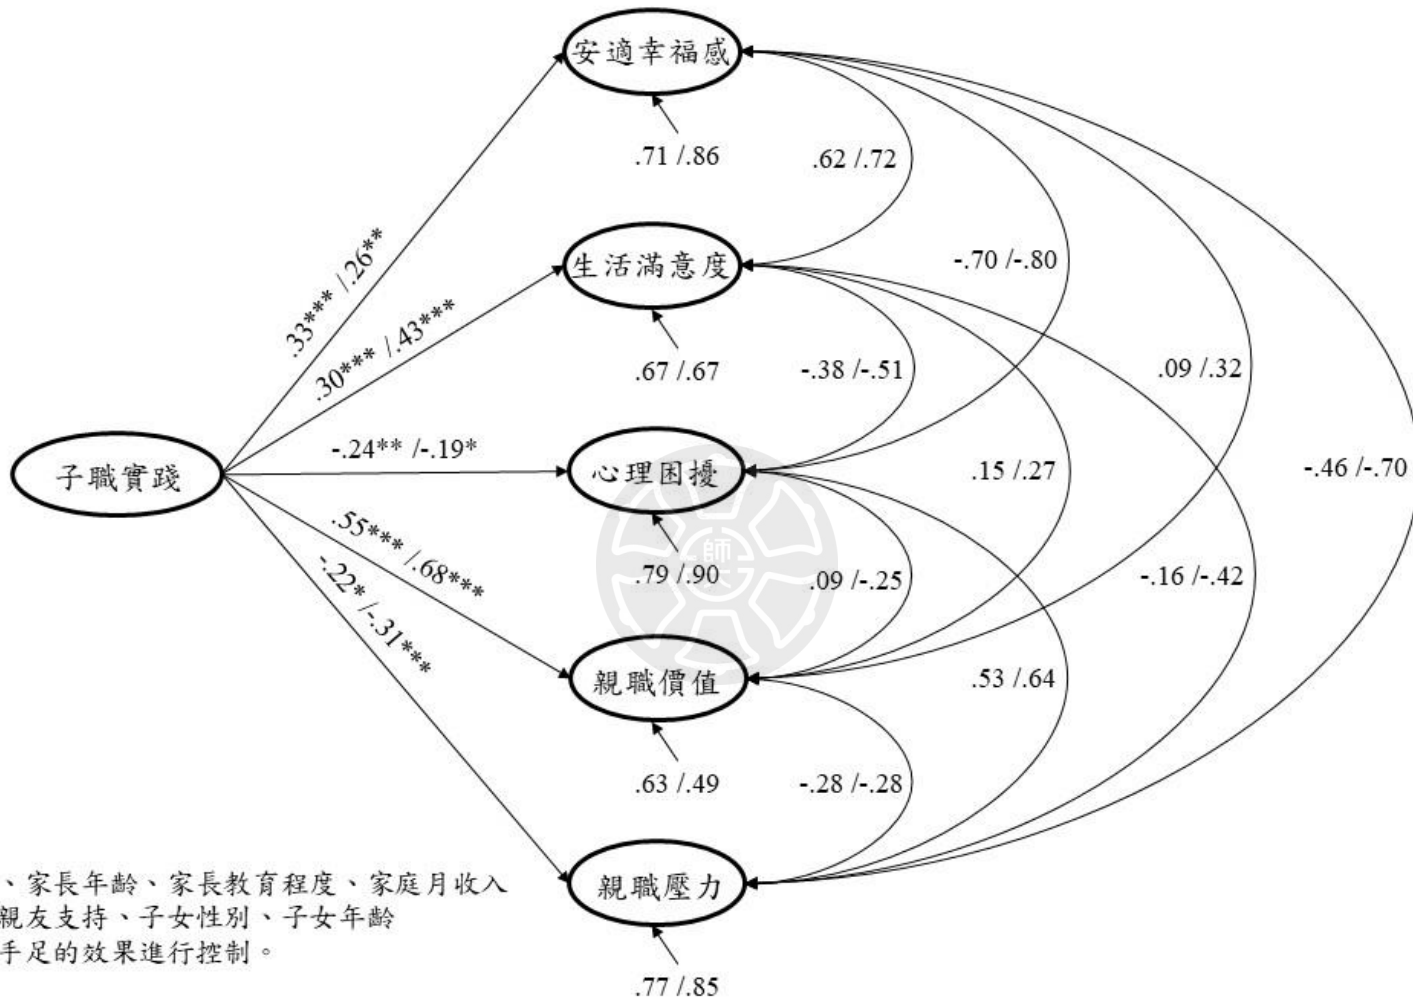 安適幸福感
.71 /.86
.62 /.72
.33*** /.26**
生活滿意度
-.70 /-.80
.30*** /.43***
.67 /.67
-.38 /-.51
.09 /.32
子職實踐
-.24** /-.19*
心理困擾
.15 /.27
-.46 /-.70
.55*** /.68***
.79 /.90
.09 /-.25
-.16 /-.42
-.22* /-.31***
親職價值
.53 /.64
.63 /.49
-.28 /-.28
親職壓力
、家長年齡、家長教育程度、家庭月收入
親友支持、子女性別、子女年齡
手足的效果進行控制。
.77 /.85
師大